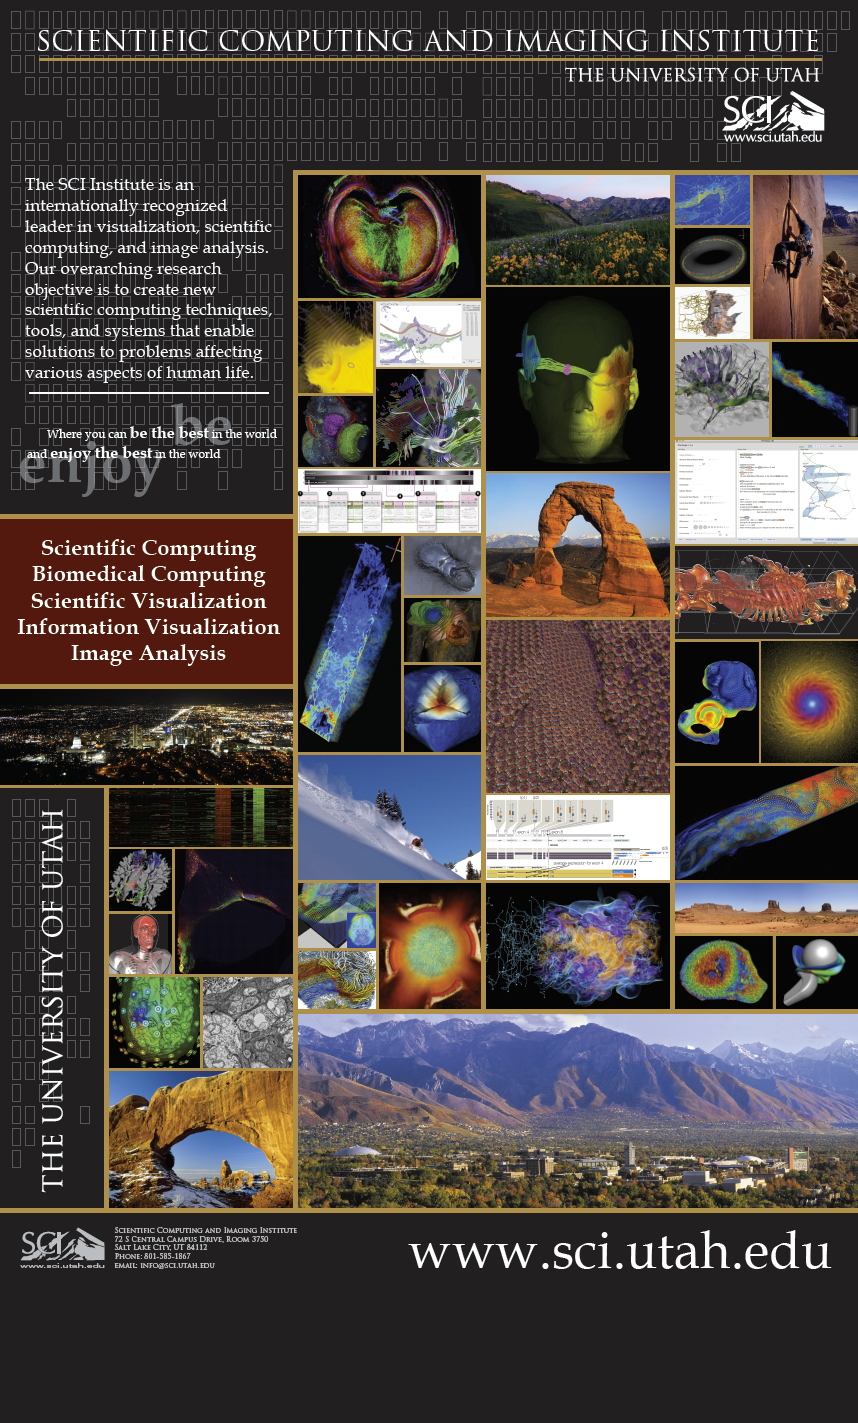 SCIENTIFIC COMPUTING AND IMAGING INSTITUTE
THE UNIVERSITY OF UTAH
SCI
www.sci.utah.edu
The SCI Institute is an
internationally recognized
leader in visualization, scientific
computing, and image analysis.
Our overarching research
objective is to create new
scientific computing techniques,
tools, and systems that enable
solutions to problems affecting
various aspects of human life.
be
enjoy
Where you can be the best in the world
and enjoy the best in the world
Scientific Computing
Biomedical Computing
Scientific Visualization
Information Visualization
Image Analysis
THE UNIVERSITY OF UTAH
SCI
www.sci.utah.edu
SCIENTIFIC COMPUTING AND IMAGING INSTITUTE
72 S CENTRAL CAMPUS DRIVE, ROOM 3750
SALT LAKE CITY, UT 84112
PHONE: 801-585-1867
EMAIL: INFO@SCI.UTAH.EDU
www.sci.utah.edu